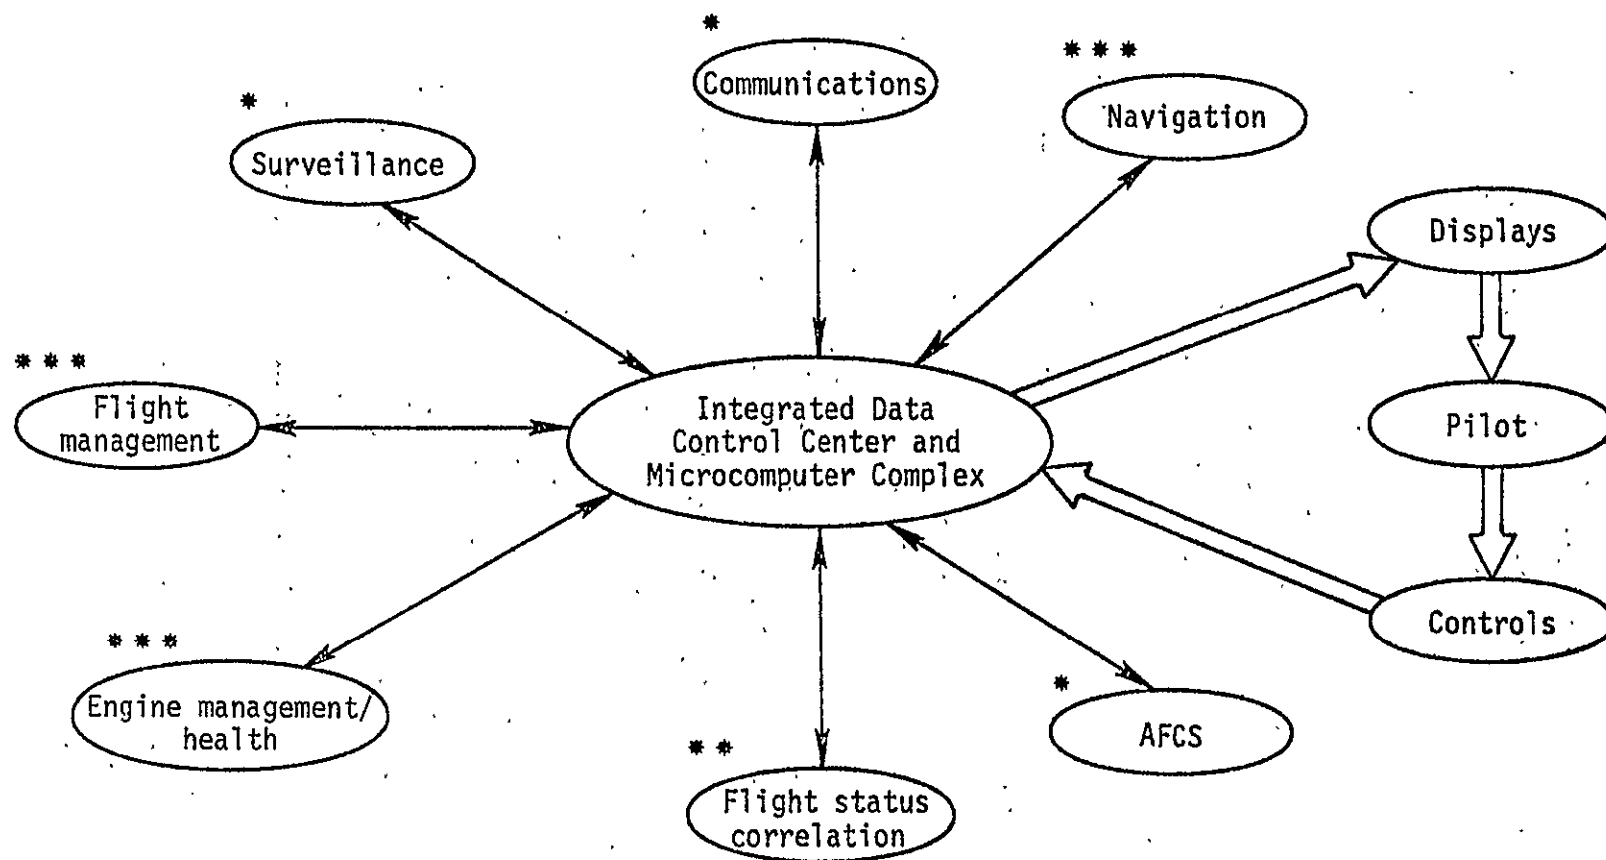 *
Communications
* * *
Navigation
*
Surveillance
Displays
* * *
Flight
management
Integrated Data
Control Center and
Microcomputer Complex
Pilot
* * *
Engine management/
health
Controls
*
AFCS
* *
Flight status
correlation